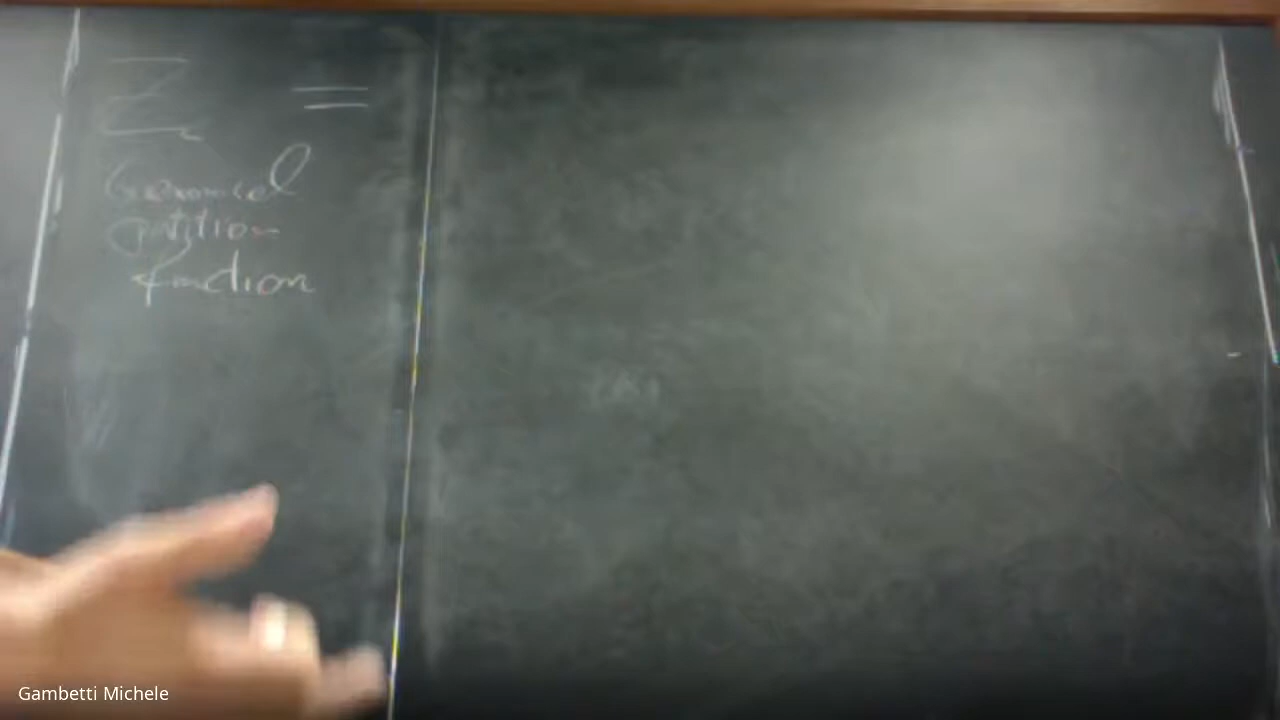 Z =
Canonical
partition
function
Gambetti Michele